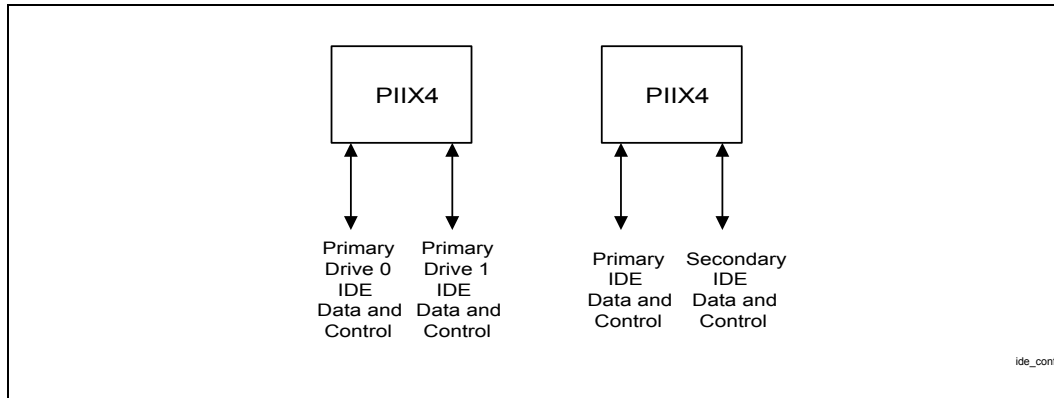 PIIX4
PIIX4
Primary
Drive 0
IDE
Data and
Control
Primary
Drive 1
IDE
Data and
Control
Primary
IDE
Data and
Control
Secondary
IDE
Data and
Control